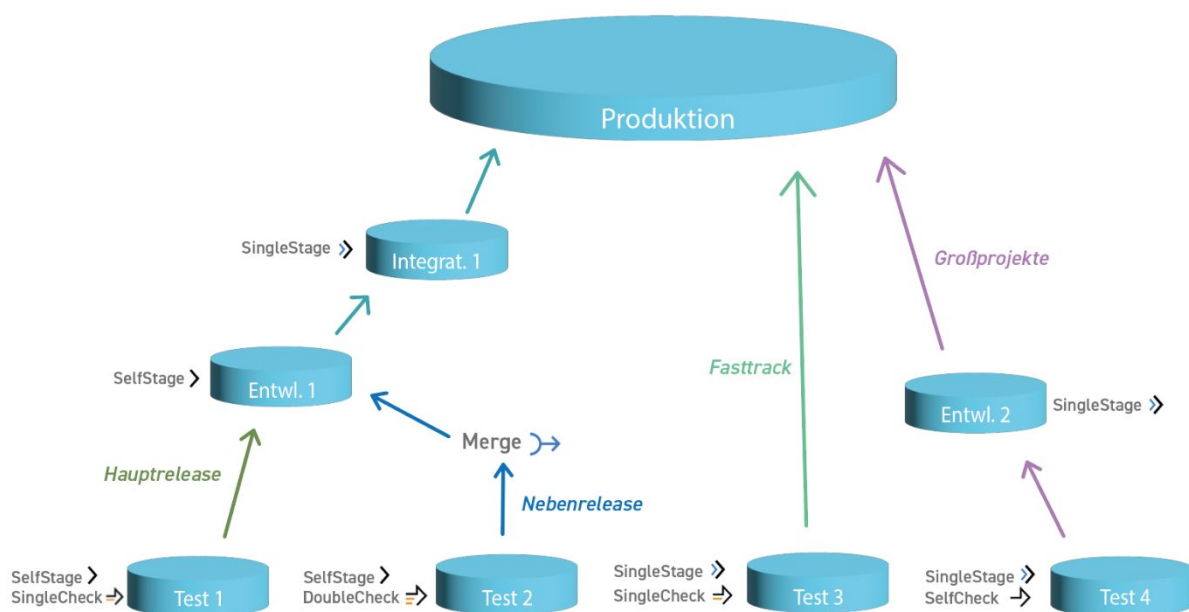 Produktion
SingleStage
Integrat. 1
Großprojekte
Fasttrack
SelfStage
Entwl. 1
Entwl. 2
SingleStage
Merge
Hauptrelease
Nebenrelease
SelfStage
SingleCheck
Test 1
SelfStage
DoubleCheck
Test 2
SingleStage
SingleCheck
Test 3
SingleStage
SelfCheck
Test 4